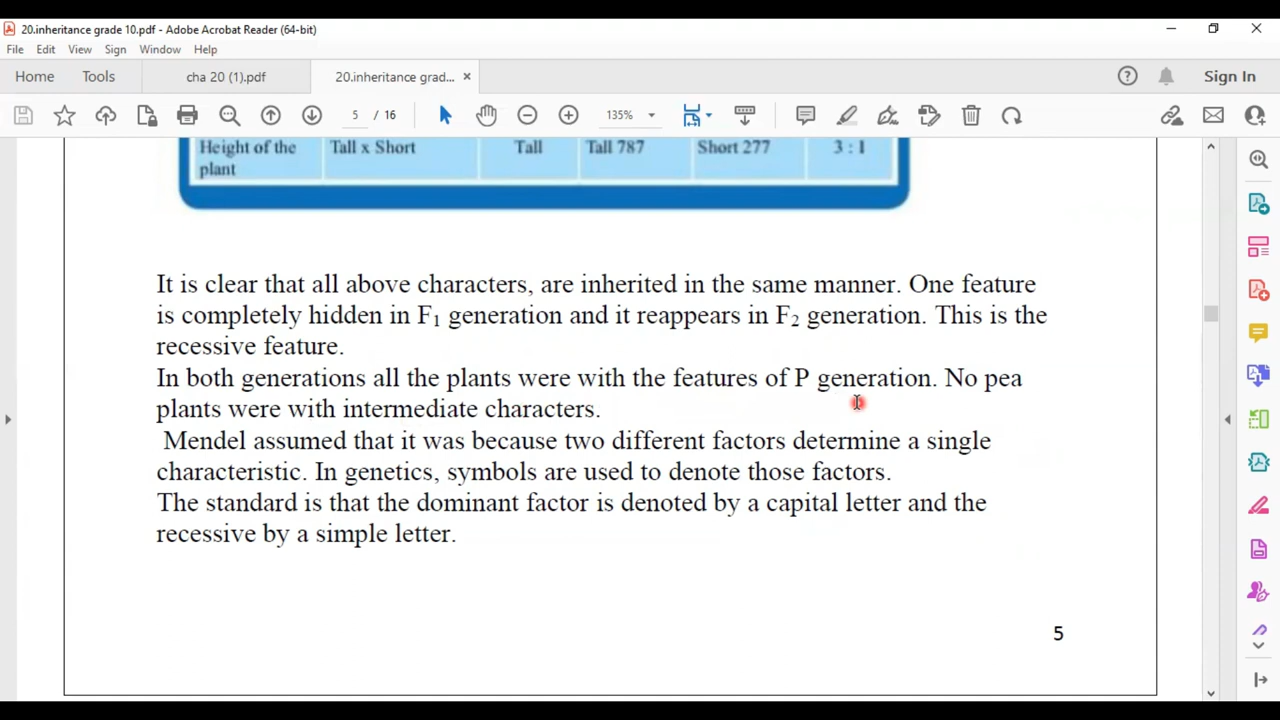 20.inheritance grade 10.pdf - Adobe Acrobat Reader (64-bit)
File Edit View Sign Window Help
Home Tools cha 20 (1).pdf 20.inheritance grad... × Sign In
5 / 16 135%
Height of the plant Tall x Short Tall Tall 787 Short 277 3 : 1
It is clear that all above characters, are inherited in the same manner. One feature
is completely hidden in F₁ generation and it reappears in F₂ generation. This is the
recessive feature.
In both generations all the plants were with the features of P generation. No pea
plants were with intermediate characters.
Mendel assumed that it was because two different factors determine a single
characteristic. In genetics, symbols are used to denote those factors.
The standard is that the dominant factor is denoted by a capital letter and the
recessive by a simple letter.
5